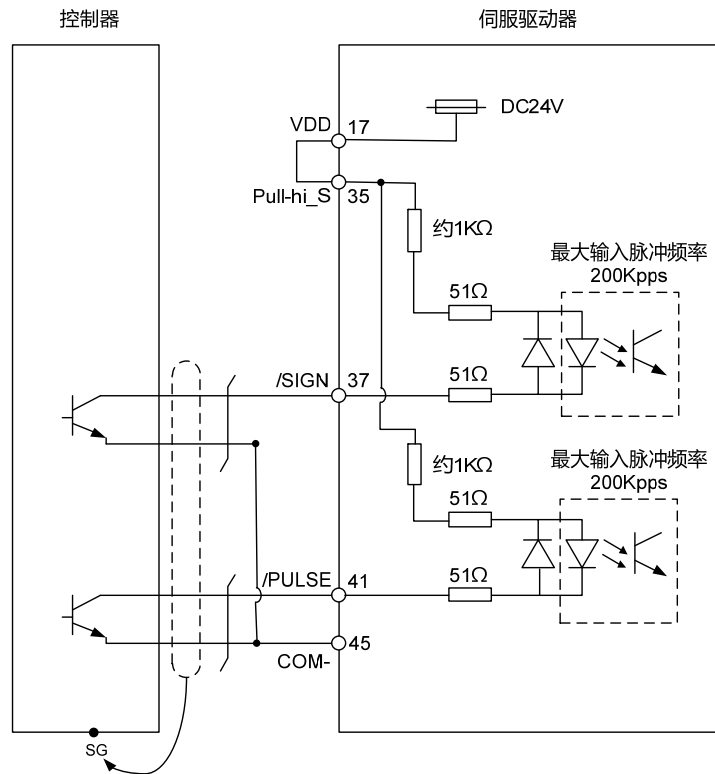 控制器
伺服驱动器
DC24V
VDD
17
Pull-hi_S
35
约1KΩ
最大输入脉冲频率
200Kpps
51Ω
/SIGN
37
51Ω
约1KΩ
最大输入脉冲频率
200Kpps
51Ω
/PULSE
41
51Ω
45
COM-
SG